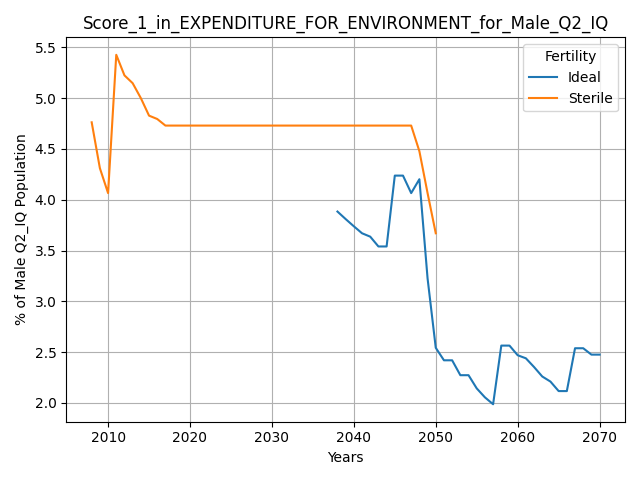 Score_1_in_EXPENDITURE_FOR_ENVIRONMENT_for_Male_Q2_IQ
Fertility
Ideal
Sterile
% of Male Q2_IQ Population
5.5
5.0
4.5
4.0
3.5
3.0
2.5
2.0
2010 2020 2030 2040 2050 2060 2070
Years